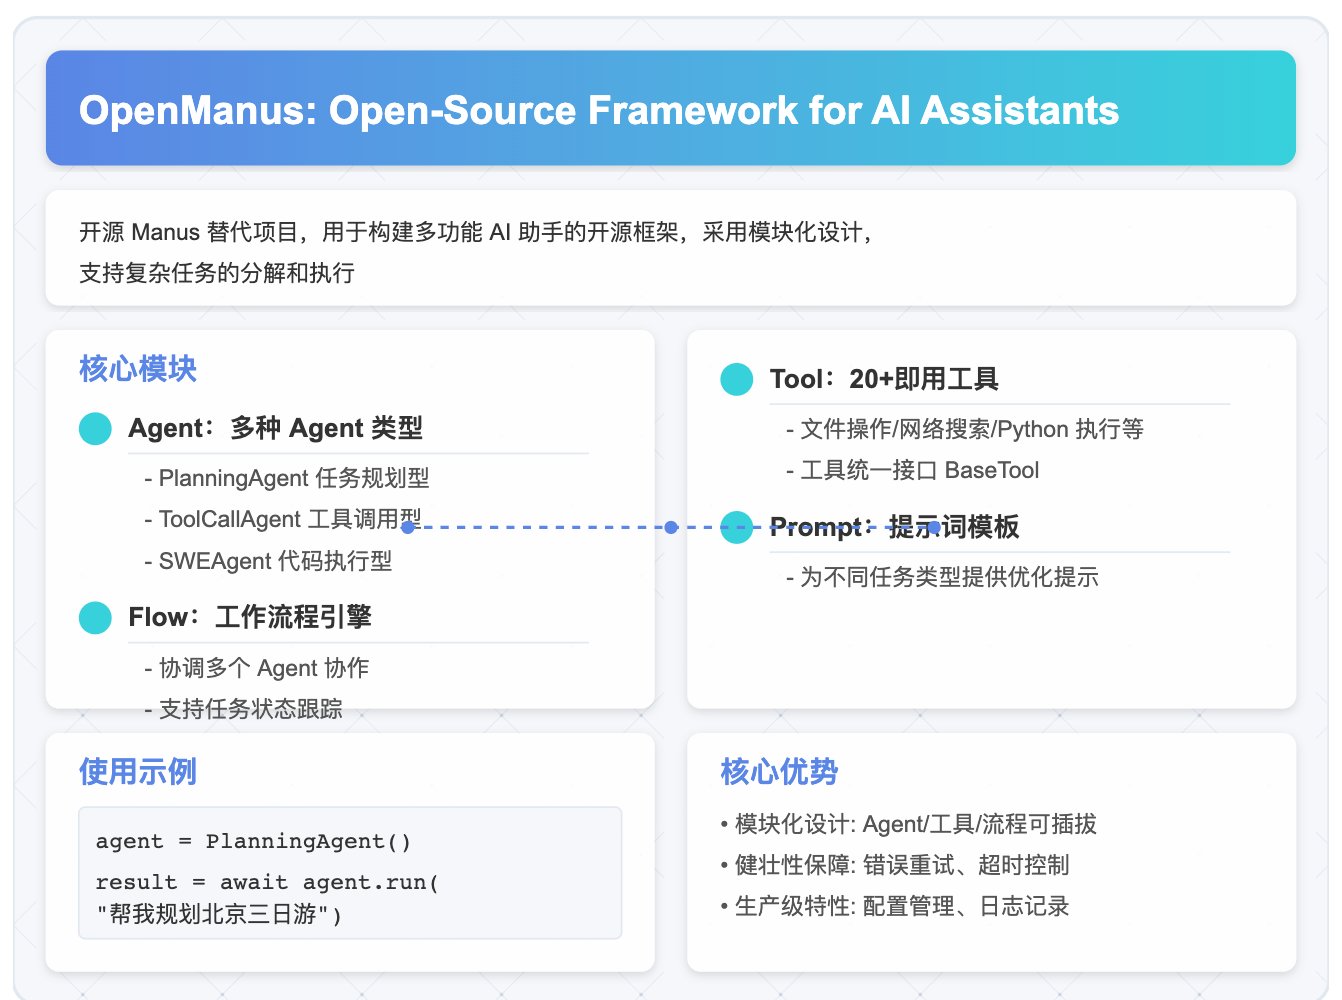 OpenManus: Open-Source Framework for AI Assistants
开源 Manus 替代项目，用于构建多功能 AI 助手的开源框架，采用模块化设计，
支持复杂任务的分解和执行
核心模块
Agent：多种 Agent 类型
- PlanningAgent 任务规划型
- ToolCallAgent 工具调用型
- SWEAgent 代码执行型
Flow：工作流程引擎
- 协调多个 Agent 协作
- 支持任务状态跟踪
Tool：20+即用工具
- 文件操作/网络搜索/Python 执行等
- 工具统一接口 BaseTool
Prompt：提示词模板
- 为不同任务类型提供优化提示
使用示例
agent = PlanningAgent()
result = await agent.run(
"帮我规划北京三日游")
核心优势
• 模块化设计: Agent/工具/流程可插拔
• 健壮性保障: 错误重试、超时控制
• 生产级特性: 配置管理、日志记录